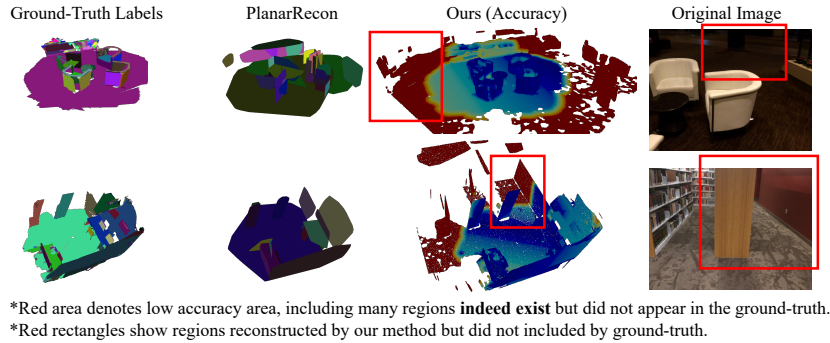 Ground-Truth Labels PlanarRecon Ours (Accuracy) Original Image
*Red area denotes low accuracy area, including many regions indeed exist but did not appear in the ground-truth.
*Red rectangles show regions reconstructed by our method but did not included by ground-truth.